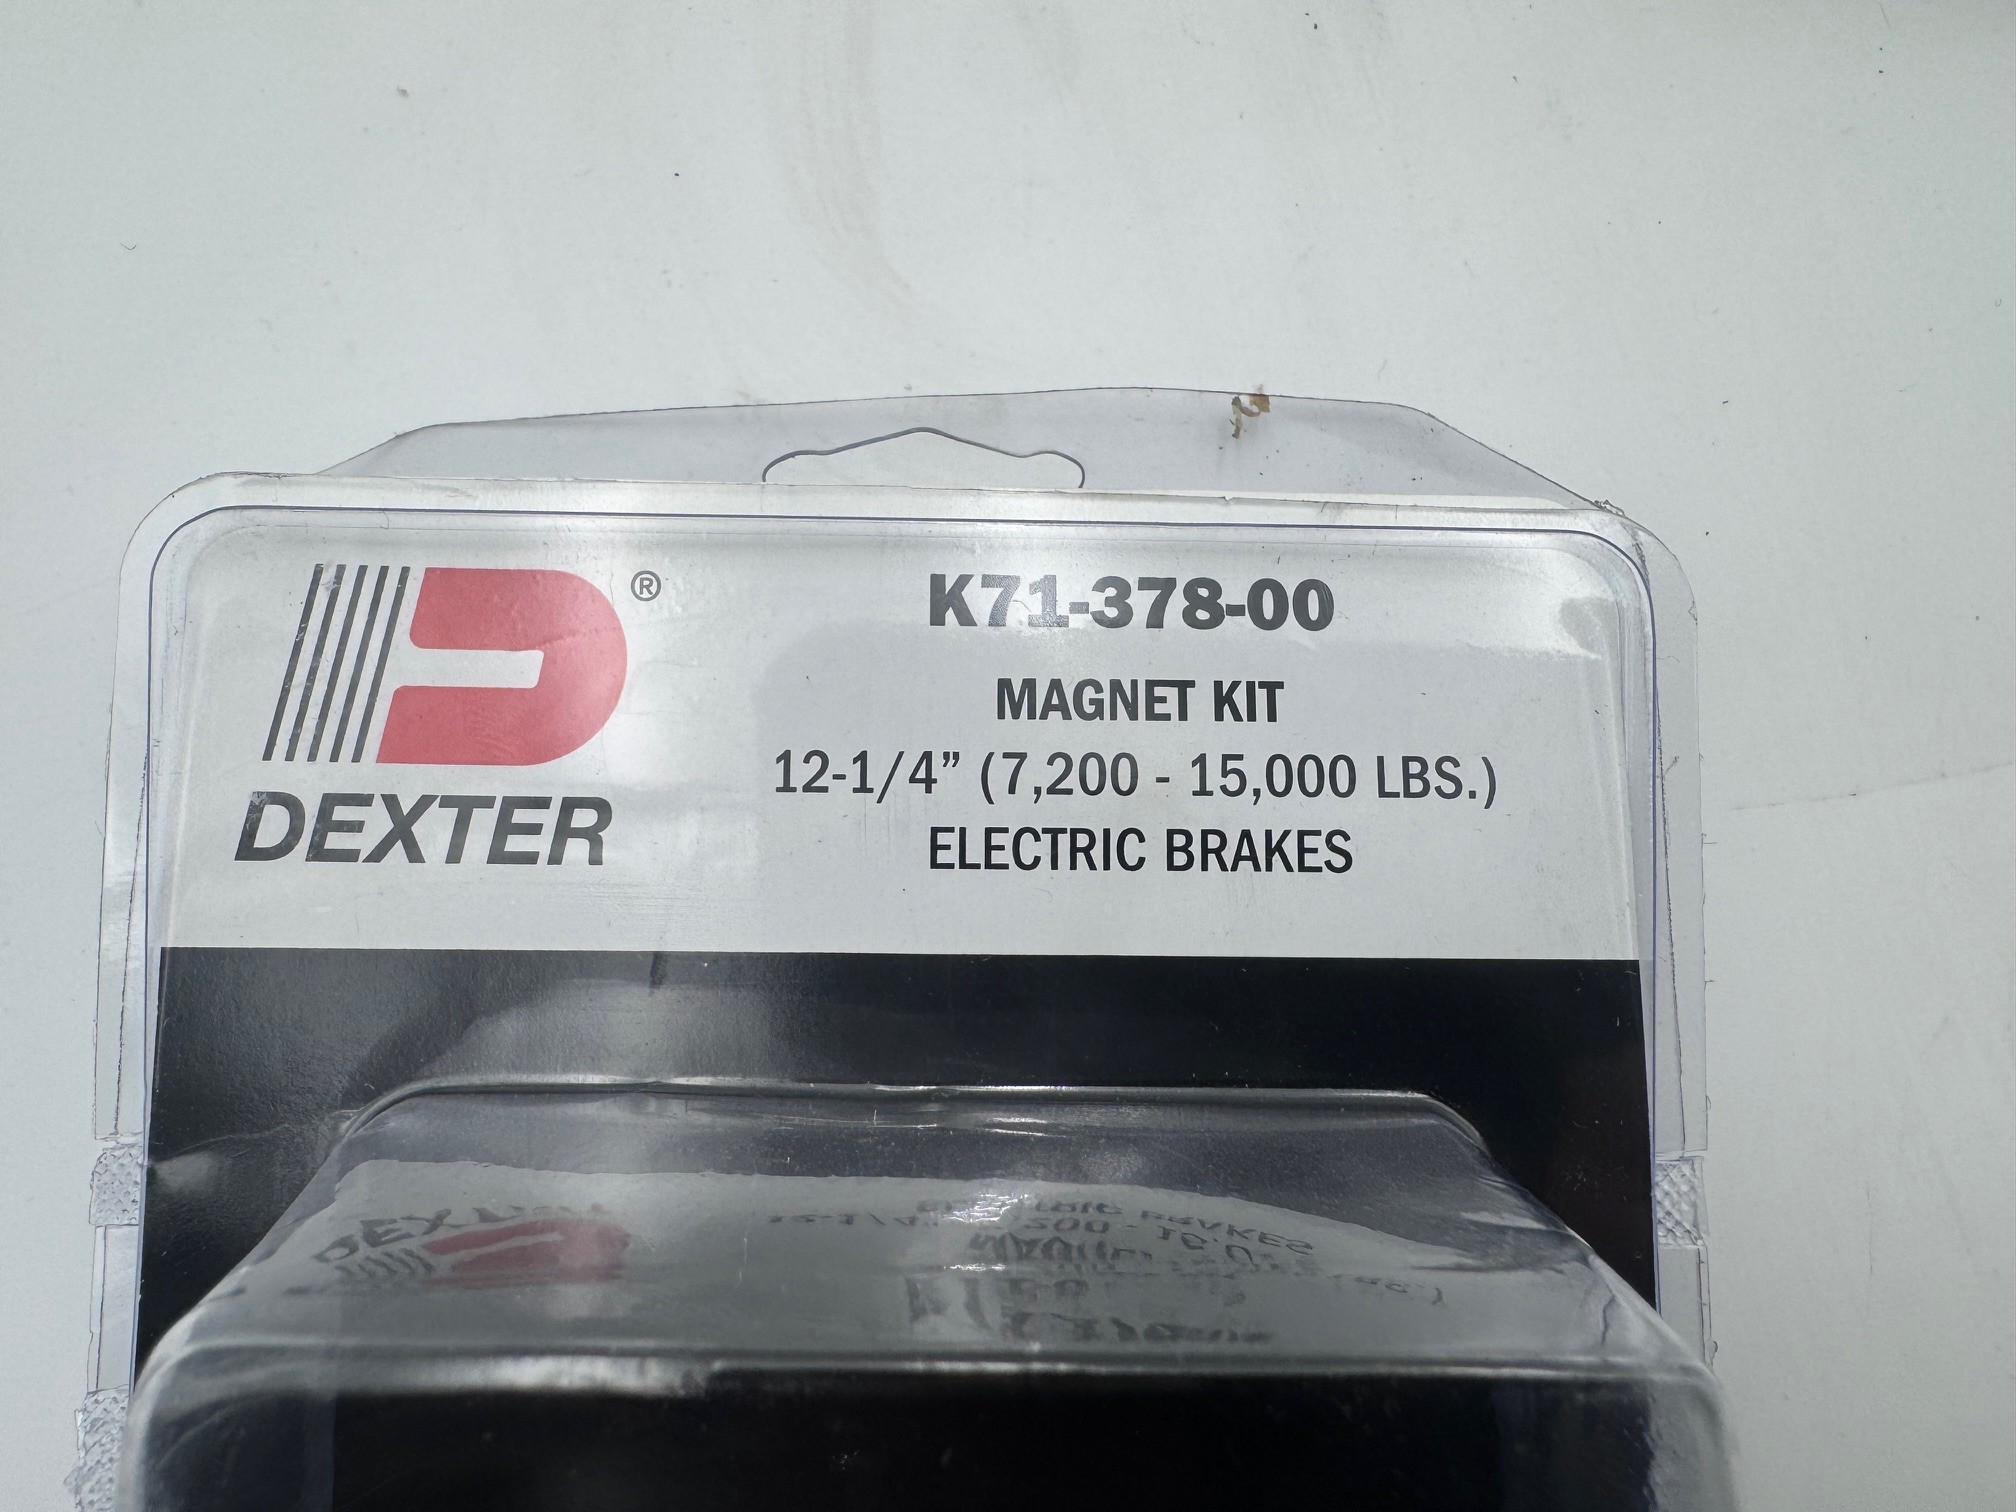 DEXTER®
K71-378-00
MAGNET KIT
12-1/4” (7,200 - 15,000 LBS.)
ELECTRIC BRAKES